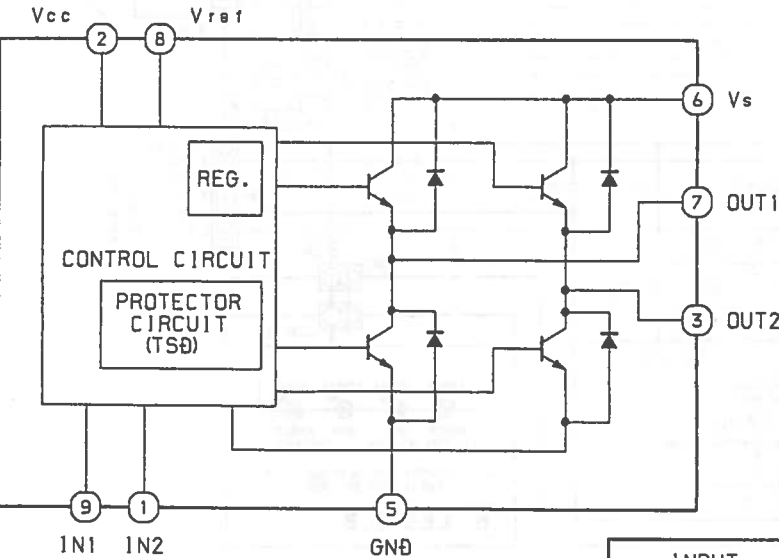 Vcc
Vref
2
8
6
Vs
REG.
7
OUT1
CONTROL CIRCUIT
PROTECTOR
CIRCUIT
(TSD)
3
OUT2
9
1
5
IN1
IN2
GND
INPUT